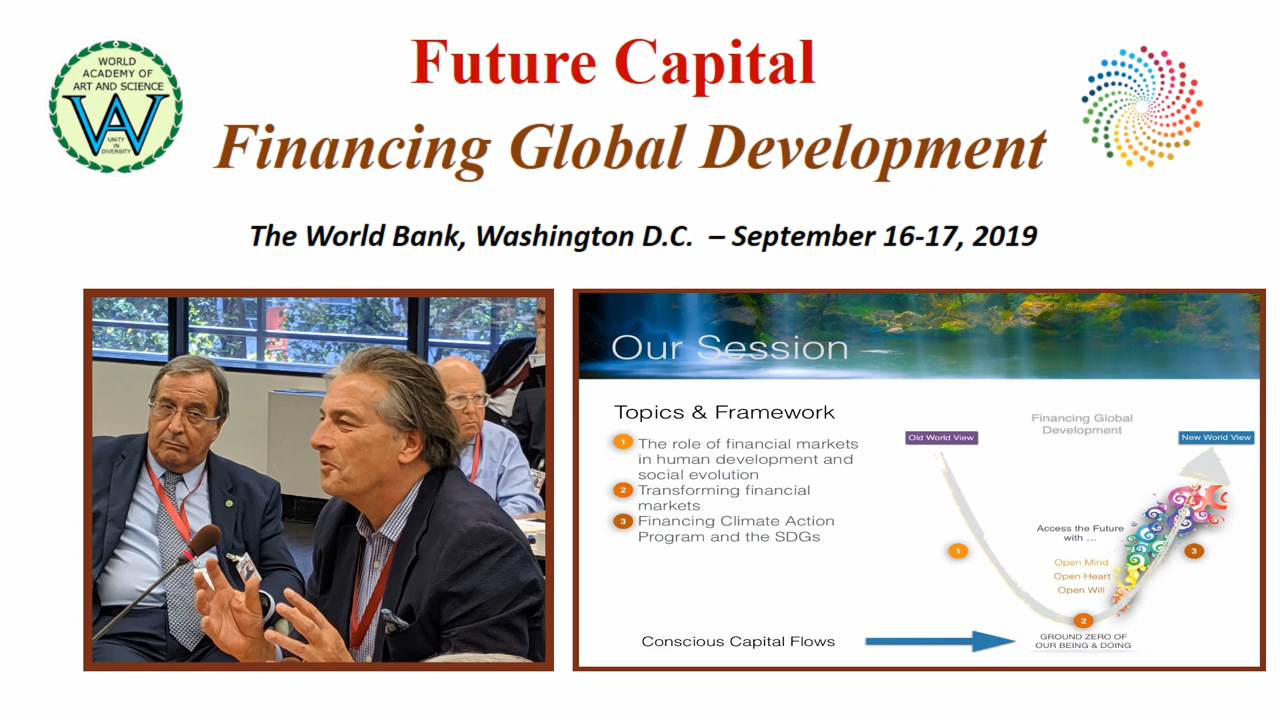 WORLD
ACADEMY OF
ART AND SCIENCE
WA
UNITY
IN
DIVERSITY
Future Capital
Financing Global Development
The World Bank, Washington D.C. – September 16-17, 2019
Our Session
Topics & Framework
1 The role of financial markets
in human development and
social evolution
2 Transforming financial
markets
3 Financing Climate Action
Program and the SDGs
Conscious Capital Flows
Financing Global
Development
Old World View
New World View
Access the Future
with ...
Open Mind
Open Heart
Open Will
1
3
2
GROUND ZERO OF
OUR BEING & DOING